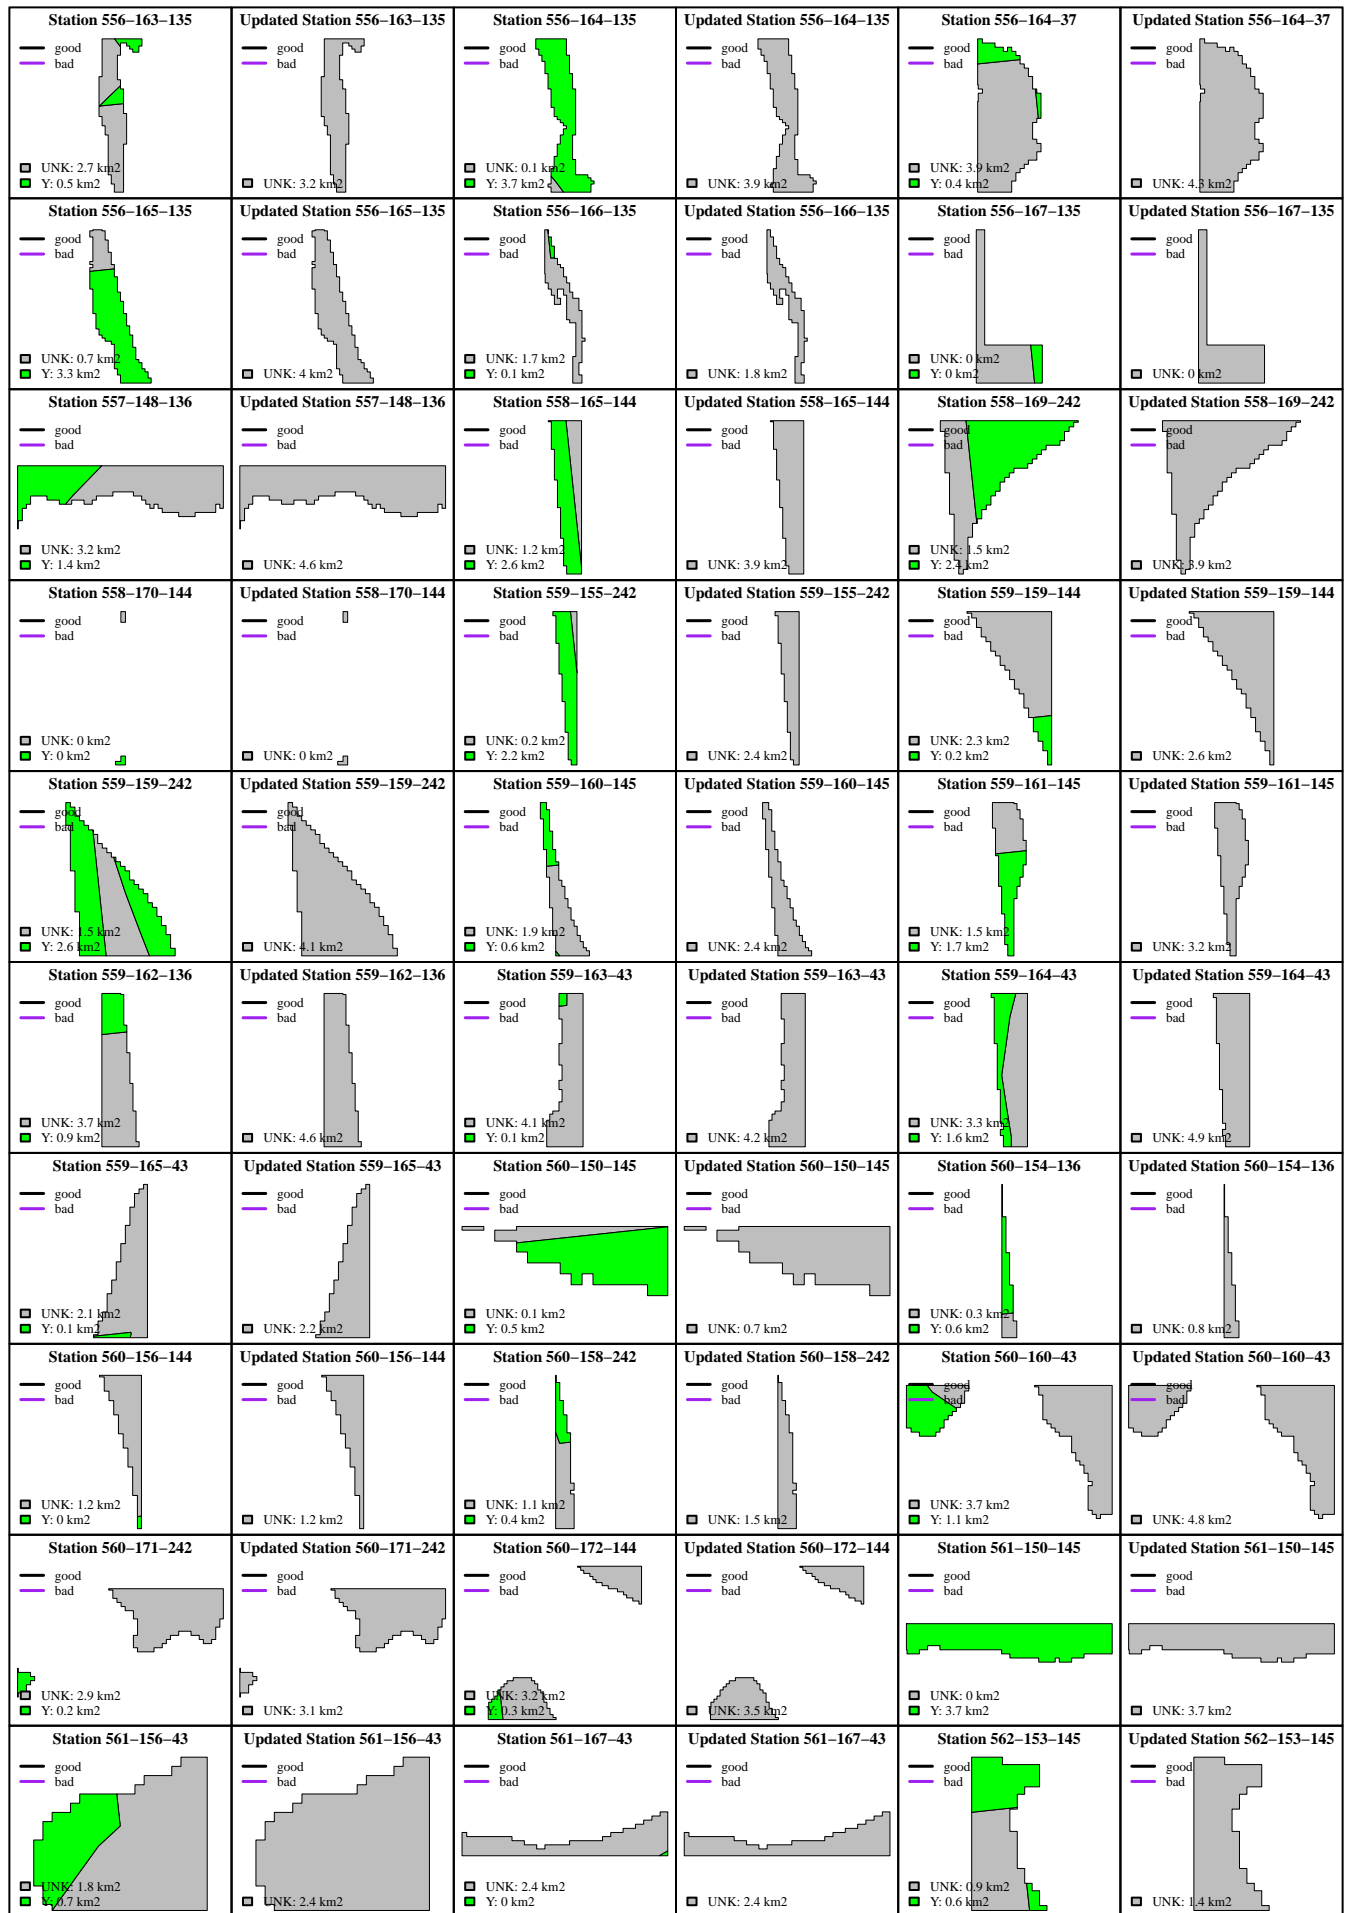 Station 556−163−135
good
bad
UNK: 2.7 km2
Y: 0.5 km2
Updated Station 556−163−135
good
bad
UNK: 3.2 km2
Station 556−164−135
good
bad
UNK: 0.1 km2
Y: 3.7 km2
Updated Station 556−164−135
good
bad
UNK: 3.9 km2
Station 556−164−37
good
bad
UNK: 3.9 km2
Y: 0.4 km2
Updated Station 556−164−37
good
bad
UNK: 4.3 km2
Station 556−165−135
good
bad
UNK: 0.7 km2
Y: 3.3 km2
Updated Station 556−165−135
good
bad
UNK: 4 km2
Station 556−166−135
good
bad
UNK: 1.7 km2
Y: 0.1 km2
Updated Station 556−166−135
good
bad
UNK: 1.8 km2
Station 556−167−135
good
bad
UNK: 0 km2
Y: 0 km2
Updated Station 556−167−135
good
bad
UNK: 0 km2
Station 557−148−136
good
bad
UNK: 3.2 km2
Y: 1.4 km2
Updated Station 557−148−136
good
bad
UNK: 4.6 km2
Station 558−165−144
good
bad
UNK: 1.2 km2
Y: 2.6 km2
Updated Station 558−165−144
good
bad
UNK: 3.9 km2
Station 558−169−242
good
bad
UNK: 1.5 km2
Y: 2.4 km2
Updated Station 558−169−242
good
bad
UNK: 3.9 km2
Station 558−170−144
good
bad
UNK: 0 km2
Y: 0 km2
Updated Station 558−170−144
good
bad
UNK: 0 km2
Station 559−155−242
good
bad
UNK: 0.2 km2
Y: 2.2 km2
Updated Station 559−155−242
good
bad
UNK: 2.4 km2
Station 559−159−144
good
bad
UNK: 2.3 km2
Y: 0.2 km2
Updated Station 559−159−144
good
bad
UNK: 2.6 km2
Station 559−159−242
good
bad
UNK: 1.5 km2
Y: 2.6 km2
Updated Station 559−159−242
good
bad
UNK: 4.1 km2
Station 559−160−145
good
bad
UNK: 1.9 km2
Y: 0.6 km2
Updated Station 559−160−145
good
bad
UNK: 2.4 km2
Station 559−161−145
good
bad
UNK: 1.5 km2
Y: 1.7 km2
Updated Station 559−161−145
good
bad
UNK: 3.2 km2
Station 559−162−136
good
bad
UNK: 3.7 km2
Y: 0.9 km2
Updated Station 559−162−136
good
bad
UNK: 4.6 km2
Station 559−163−43
good
bad
UNK: 4.1 km2
Y: 0.1 km2
Updated Station 559−163−43
good
bad
UNK: 4.2 km2
Station 559−164−43
good
bad
UNK: 3.3 km2
Y: 1.6 km2
Updated Station 559−164−43
good
bad
UNK: 4.9 km2
Station 559−165−43
good
bad
UNK: 2.1 km2
Y: 0.1 km2
Updated Station 559−165−43
good
bad
UNK: 2.2 km2
Station 560−150−145
good
bad
UNK: 0.1 km2
Y: 0.5 km2
Updated Station 560−150−145
good
bad
UNK: 0.7 km2
Station 560−154−136
good
bad
UNK: 0.3 km2
Y: 0.6 km2
Updated Station 560−154−136
good
bad
UNK: 0.8 km2
Station 560−156−144
good
bad
UNK: 1.2 km2
Y: 0 km2
Updated Station 560−156−144
good
bad
UNK: 1.2 km2
Station 560−158−242
good
bad
UNK: 1.1 km2
Y: 0.4 km2
Updated Station 560−158−242
good
bad
UNK: 1.5 km2
Station 560−160−43
good
bad
UNK: 3.7 km2
Y: 1.1 km2
Updated Station 560−160−43
good
bad
UNK: 4.8 km2
Station 560−171−242
good
bad
UNK: 2.9 km2
Y: 0.2 km2
Updated Station 560−171−242
good
bad
UNK: 3.1 km2
Station 560−172−144
good
bad
UNK: 3.2 km2
Y: 0.3 km2
Updated Station 560−172−144
good
bad
UNK: 3.5 km2
Station 561−150−145
good
bad
UNK: 0 km2
Y: 3.7 km2
Updated Station 561−150−145
good
bad
UNK: 3.7 km2
Station 561−156−43
good
bad
UNK: 1.8 km2
Y: 0.7 km2
Updated Station 561−156−43
good
bad
UNK: 2.4 km2
Station 561−167−43
good
bad
UNK: 2.4 km2
Y: 0 km2
Updated Station 561−167−43
good
bad
UNK: 2.4 km2
Station 562−153−145
good
bad
UNK: 0.9 km2
Y: 0.6 km2
Updated Station 562−153−145
good
bad
UNK: 1.4 km2